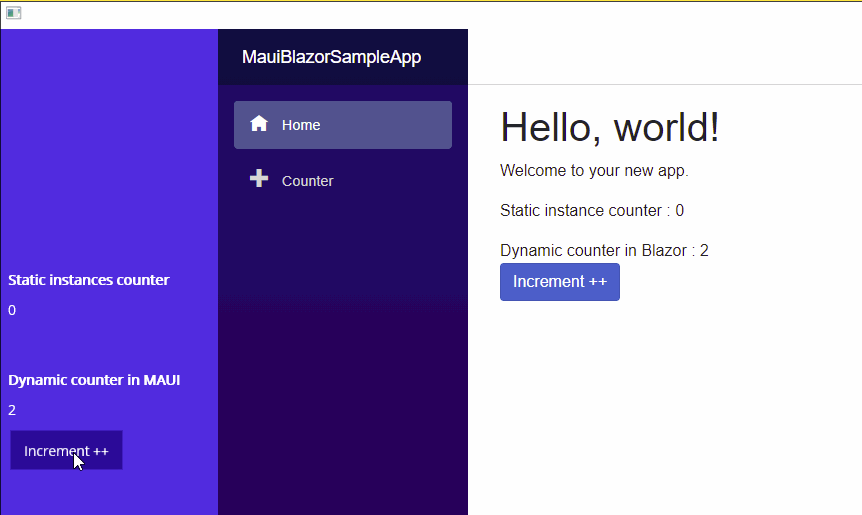 Static instances counter
0
Dynamic counter in MAUI
2
Increment ++
MauiBlazorSampleApp
Home
Counter
Hello, world!
Welcome to your new app.
Static instance counter : 0
Dynamic counter in Blazor : 2
Increment ++